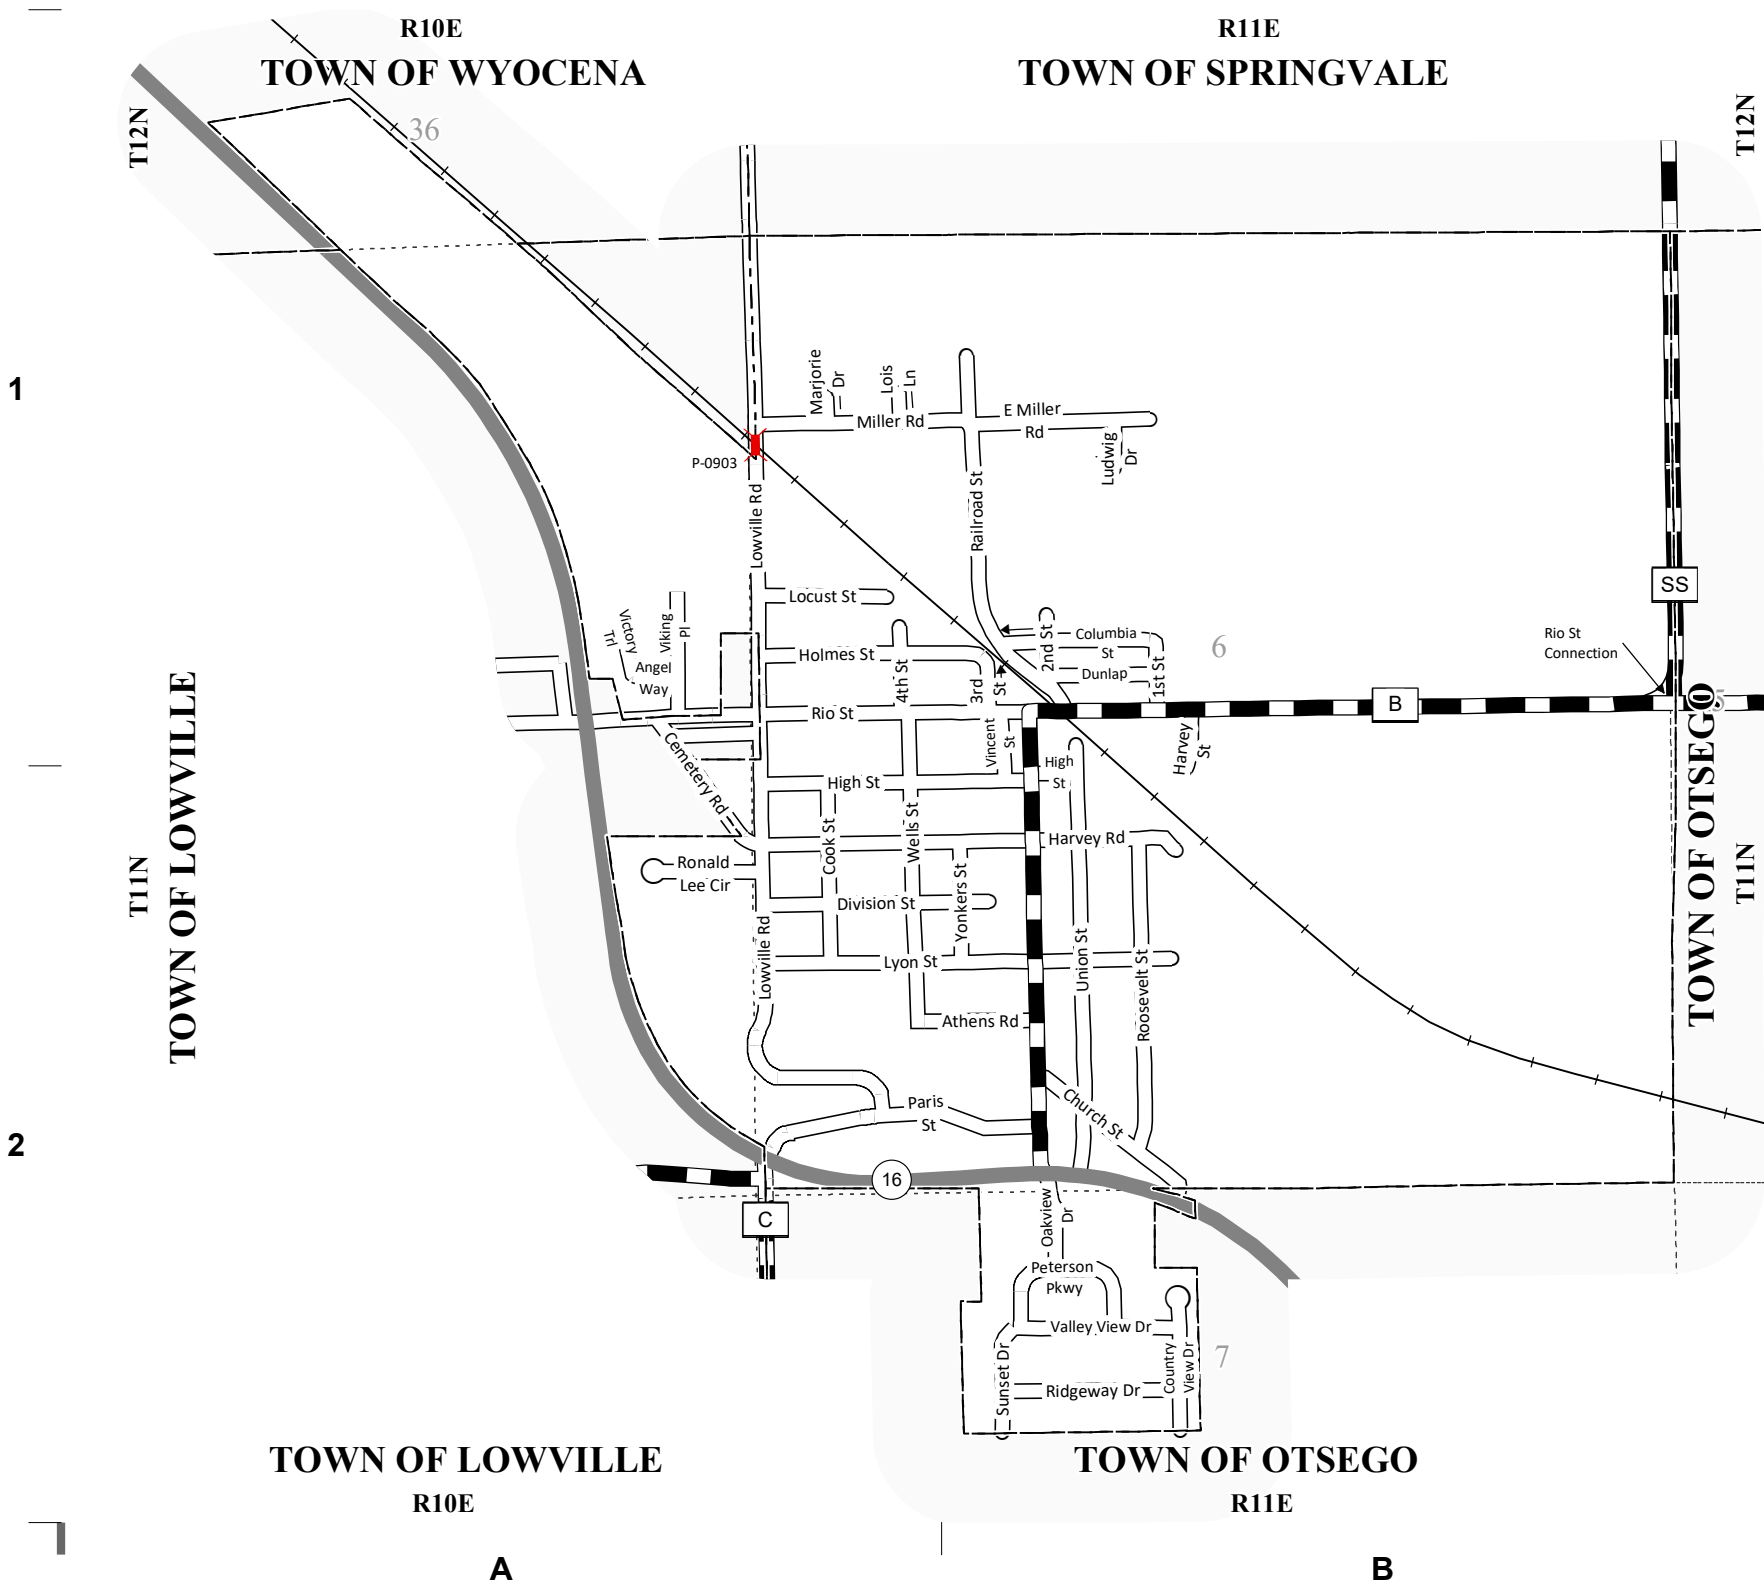 R10E
R11E
TOWN OF WYOCENA
TOWN OF SPRINGVALE
T12N
T12N
36
1
Marjorie
Dr
Lois
Ln
Miller Rd
E Miller
Rd
Ludwig
Dr
P-0903
Lowville Rd
Railroad St
SS
Locust St
Victory
Trl
Viking
Pl
Angel
Way
Holmes St
4th St
3rd
St
2nd St
Columbia
St
Dunlap
1st St
6
Rio St
Connection
Rio St
B
Vincent
St
Harvey
St
Cemetery Rd
High St
High
St
TOWN OF LOWVILLE
T11N
TOWN OF OTSEGO
T11N
Cook St
Wells St
Harvey Rd
Ronald
Lee Cir
Division St
Yonkers St
Lowville Rd
Lyon St
Union St
Roosevelt St
Athens Rd
Paris
St
Church St
2
16
C
Oakview
Dr
Peterson
Pkwy
Valley View Dr
Sunset Dr
Country
View Dr
7
Ridgeway Dr
TOWN OF LOWVILLE
TOWN OF OTSEGO
R10E
R11E
A
B